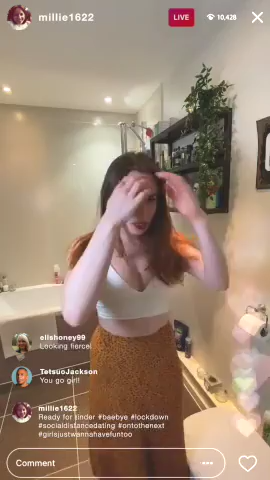 millie1622
LIVE
10,428
elishoney99
Looking fierce!
TetsuoJackson
You go girl!
millie1622
Ready for tinder #baebye #lockdown
#socialdistancedating #ontothenext
#girlsjustwannahavefuntoo
Comment